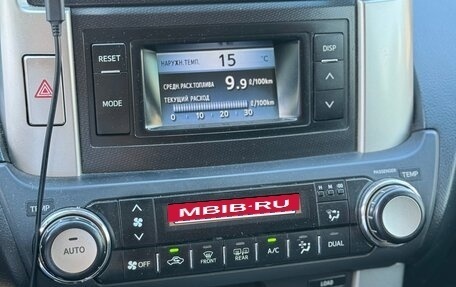 RESET
DISP
MODE
НАРУЖН.ТЕМП. 15 °C
СРЕДН.РАСХ.ТОПЛИВА 9.9 ℓ/100km
ТЕКУЩИЙ РАСХОД ℓ/100km
0 10 20 30
PASSENGER
TEMP
TEMP
MBIB·RU
AUTO
OFF
FRONT
REAR
A/C
DUAL
LOAD